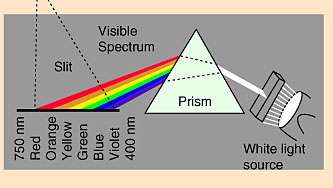 Visible
Spectrum
Slit
Prism
White light
source
750 nm
Red
Orange
Yellow
Green
Blue
Violet
400 nm